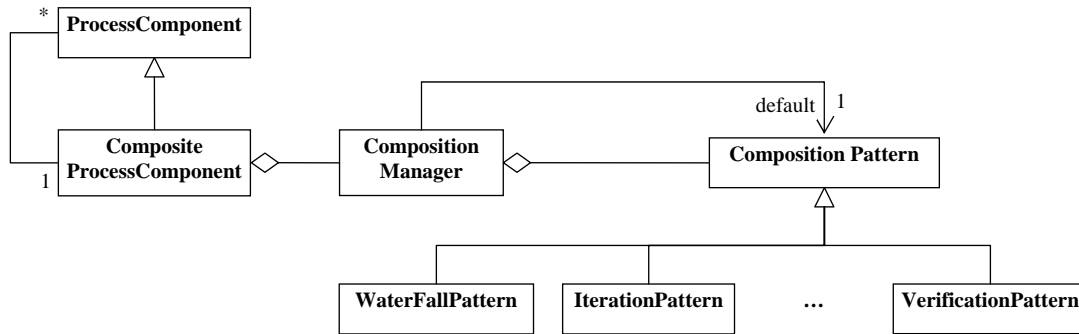 *
ProcessComponent
default
1
Composite
ProcessComponent
1
Composition
Manager
Composition Pattern
WaterFallPattern
IterationPattern
...
VerificationPattern